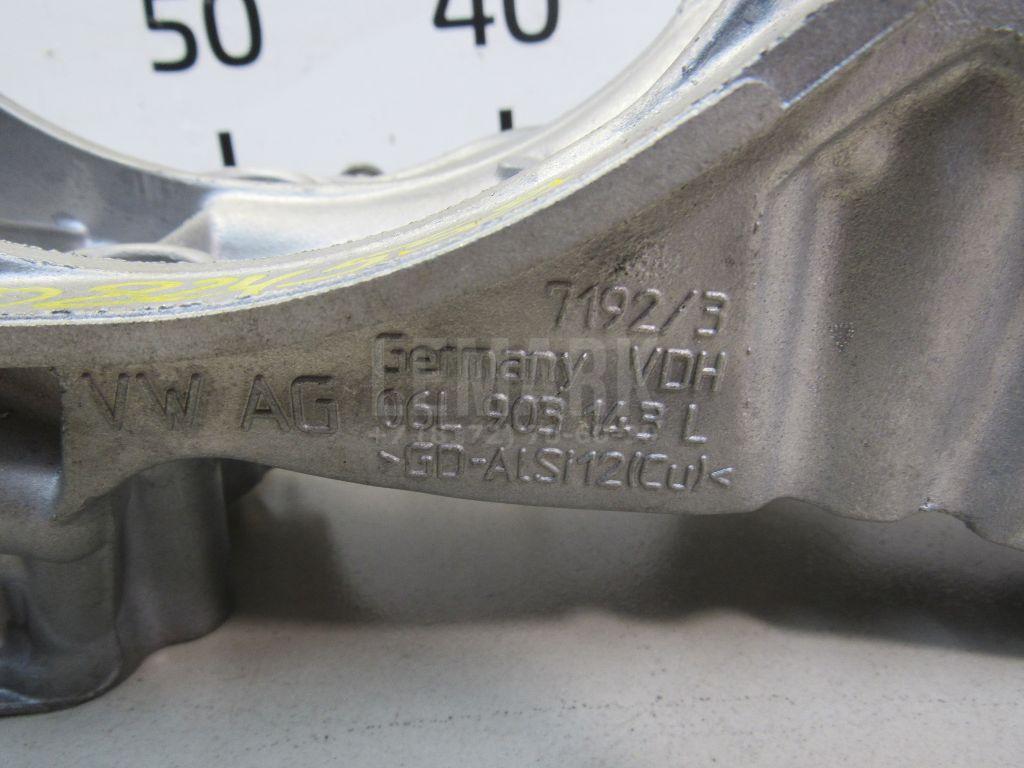 50 40
7192/3
Germany VDH
VW AG 06L 903 143 L
>GD-AlSi12(Cu)<